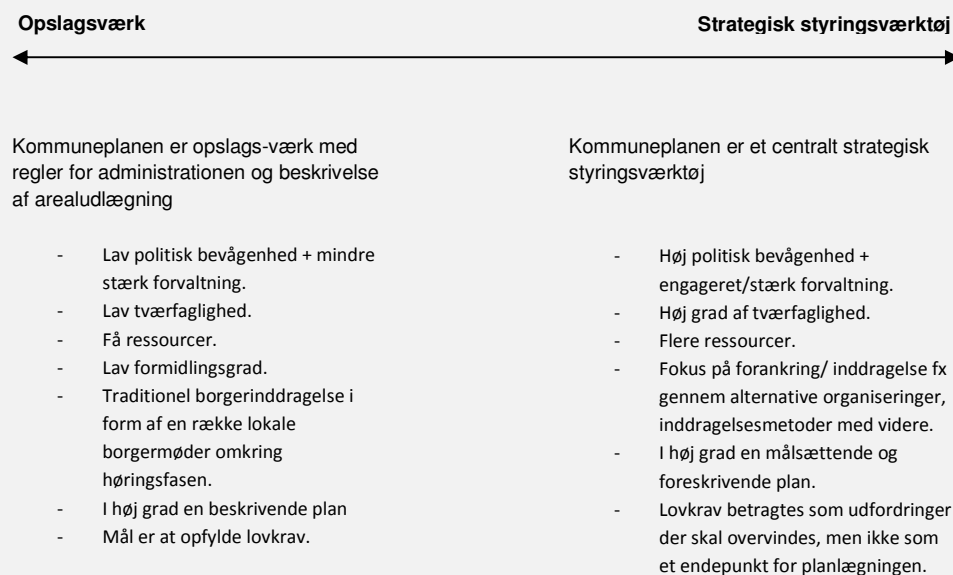 Opslagsværk
Strategisk styringsværktøj
Kommuneplanen er opslags-værk med
regler for administrationen og beskrivelse
af arealudlægning
- Lav politisk bevågenhed + mindre
stærk forvaltning.
- Lav tværfaglighed.
- Få ressourcer.
- Lav formidlingsgrad.
- Traditionel borgerinddragelse i
form af en række lokale
borgermøder omkring
høringsfasen.
- I høj grad en beskrivende plan
- Mål er at opfylde lovkrav.
Kommuneplanen er et centralt strategisk
styringsværktøj
- Høj politisk bevågenhed +
engageret/stærk forvaltning.
- Høj grad af tværfaglighed.
- Flere ressourcer.
- Fokus på forankring/ inddragelse fx
gennem alternative organiseringer,
inddragelsesmetoder med videre.
- I høj grad en målsættende og
foreskrivende plan.
- Lovkrav betragtes som udfordringer
der skal overvindes, men ikke som
et endepunkt for planlægningen.